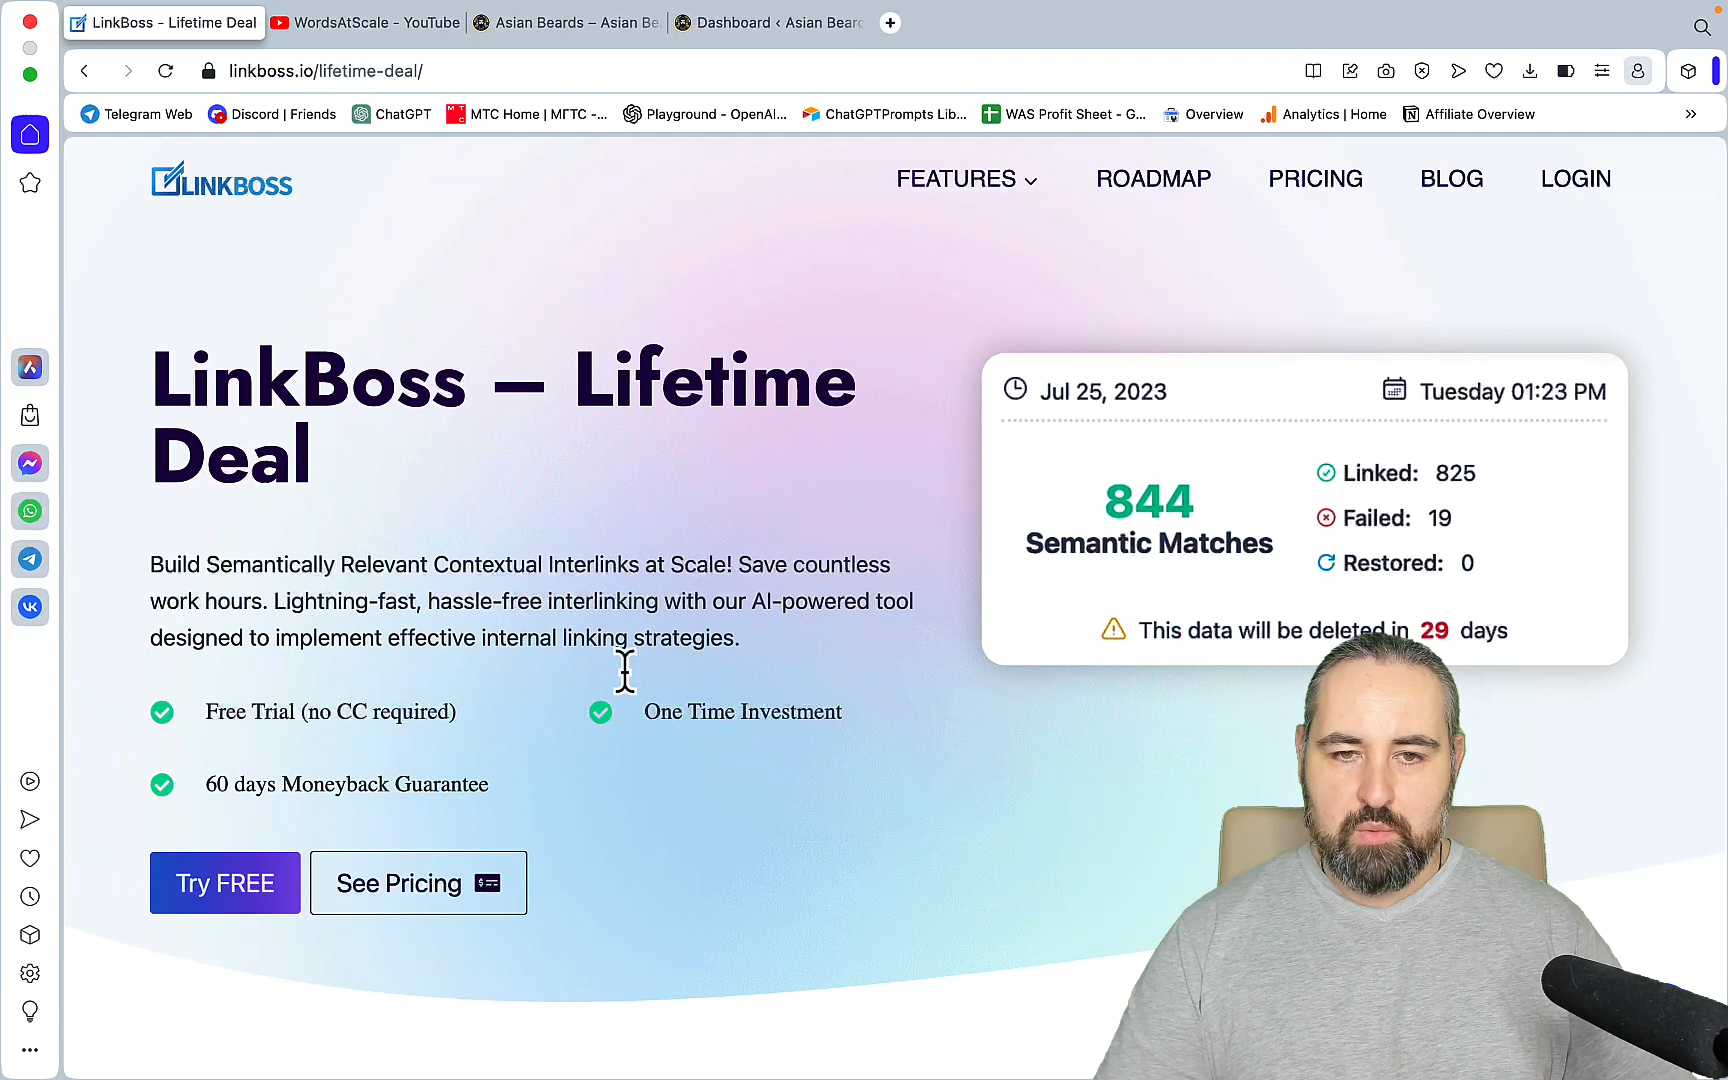 LinkBoss - Lifetime Deal
WordsAtScale - YouTube
Asian Beards – Asian Be
Dashboard ‹ Asian Beard
linkboss.io/lifetime-deal/
Telegram Web
Discord | Friends
ChatGPT
МТС Home | МГТС -...
Playground - OpenAI...
ChatGPTPrompts Lib...
WAS Profit Sheet - G...
Overview
Analytics | Home
Affiliate Overview
LINKBOSS
FEATURES
ROADMAP
PRICING
BLOG
LOGIN
LinkBoss – Lifetime
Deal
Build Semantically Relevant Contextual Interlinks at Scale! Save countless
work hours. Lightning-fast, hassle-free interlinking with our AI-powered tool
designed to implement effective internal linking strategies.
Free Trial (no CC required)
One Time Investment
60 days Moneyback Guarantee
Try FREE
See Pricing
Jul 25, 2023
Tuesday 01:23 PM
844
Semantic Matches
Linked: 825
Failed: 19
Restored: 0
This data will be deleted in 29 days